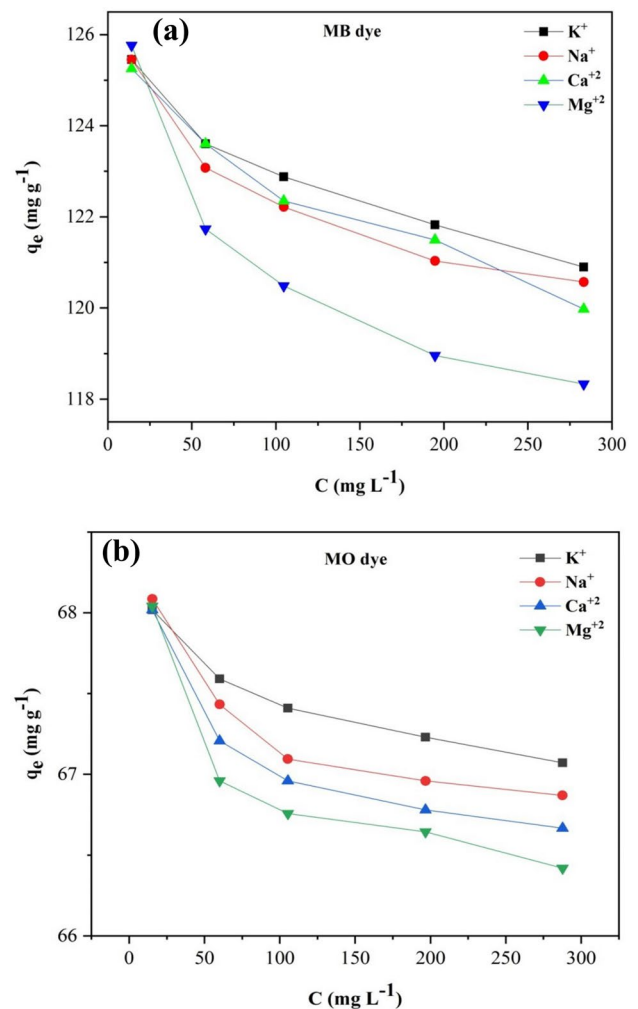 (a)
MB dye
K⁺
Na⁺
Ca⁺²
Mg⁺²
126
124
122
120
118
qₑ (mg g⁻¹)
0
50
100
150
200
250
300
C (mg L⁻¹)
(b)
MO dye
K⁺
Na⁺
Ca⁺²
Mg⁺²
68
67
66
qₑ (mg g⁻¹)
0
50
100
150
200
250
300
C (mg L⁻¹)